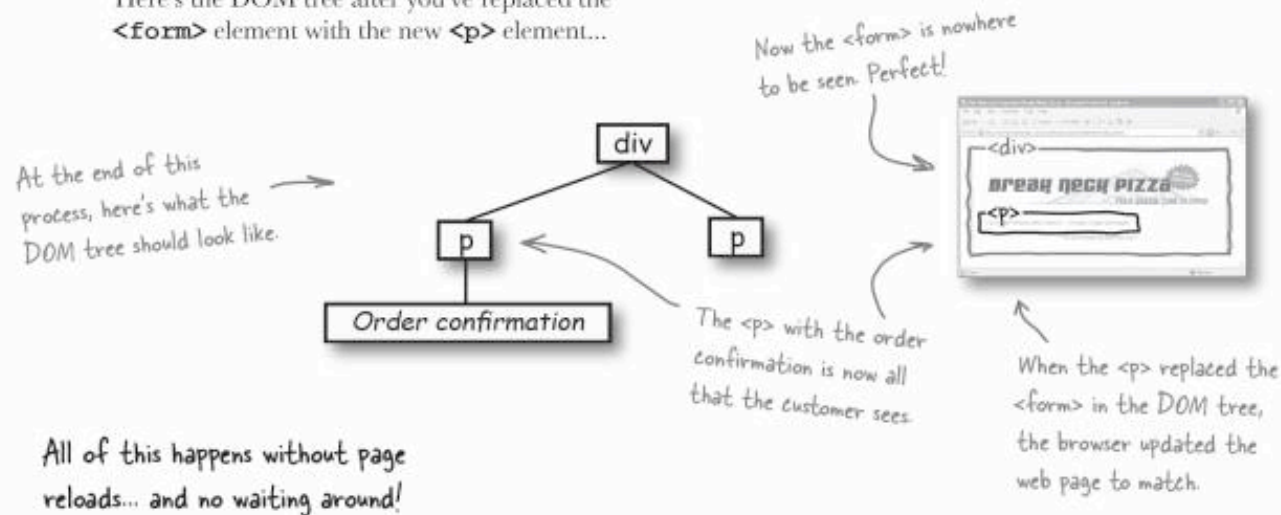 Here's the DOM tree after you've replaced the
<form> element with the new <p> element...
Now the <form> is nowhere
to be seen. Perfect!
At the end of this
process, here's what the
DOM tree should look like.
div
p
p
Order confirmation
<div>
BREAK NECK PIZZA
<p>
The <p> with the order
confirmation is now all
that the customer sees.
When the <p> replaced the
<form> in the DOM tree,
the browser updated the
web page to match.
All of this happens without page
reloads... and no waiting around!